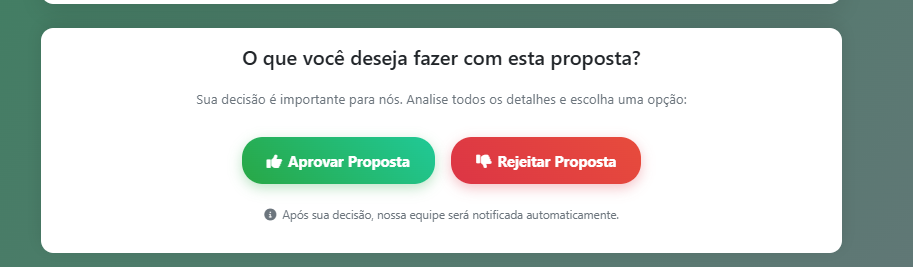 O que você deseja fazer com esta proposta?
Sua decisão é importante para nós. Analise todos os detalhes e escolha uma opção:
Aprovar Proposta
Rejeitar Proposta
Após sua decisão, nossa equipe será notificada automaticamente.